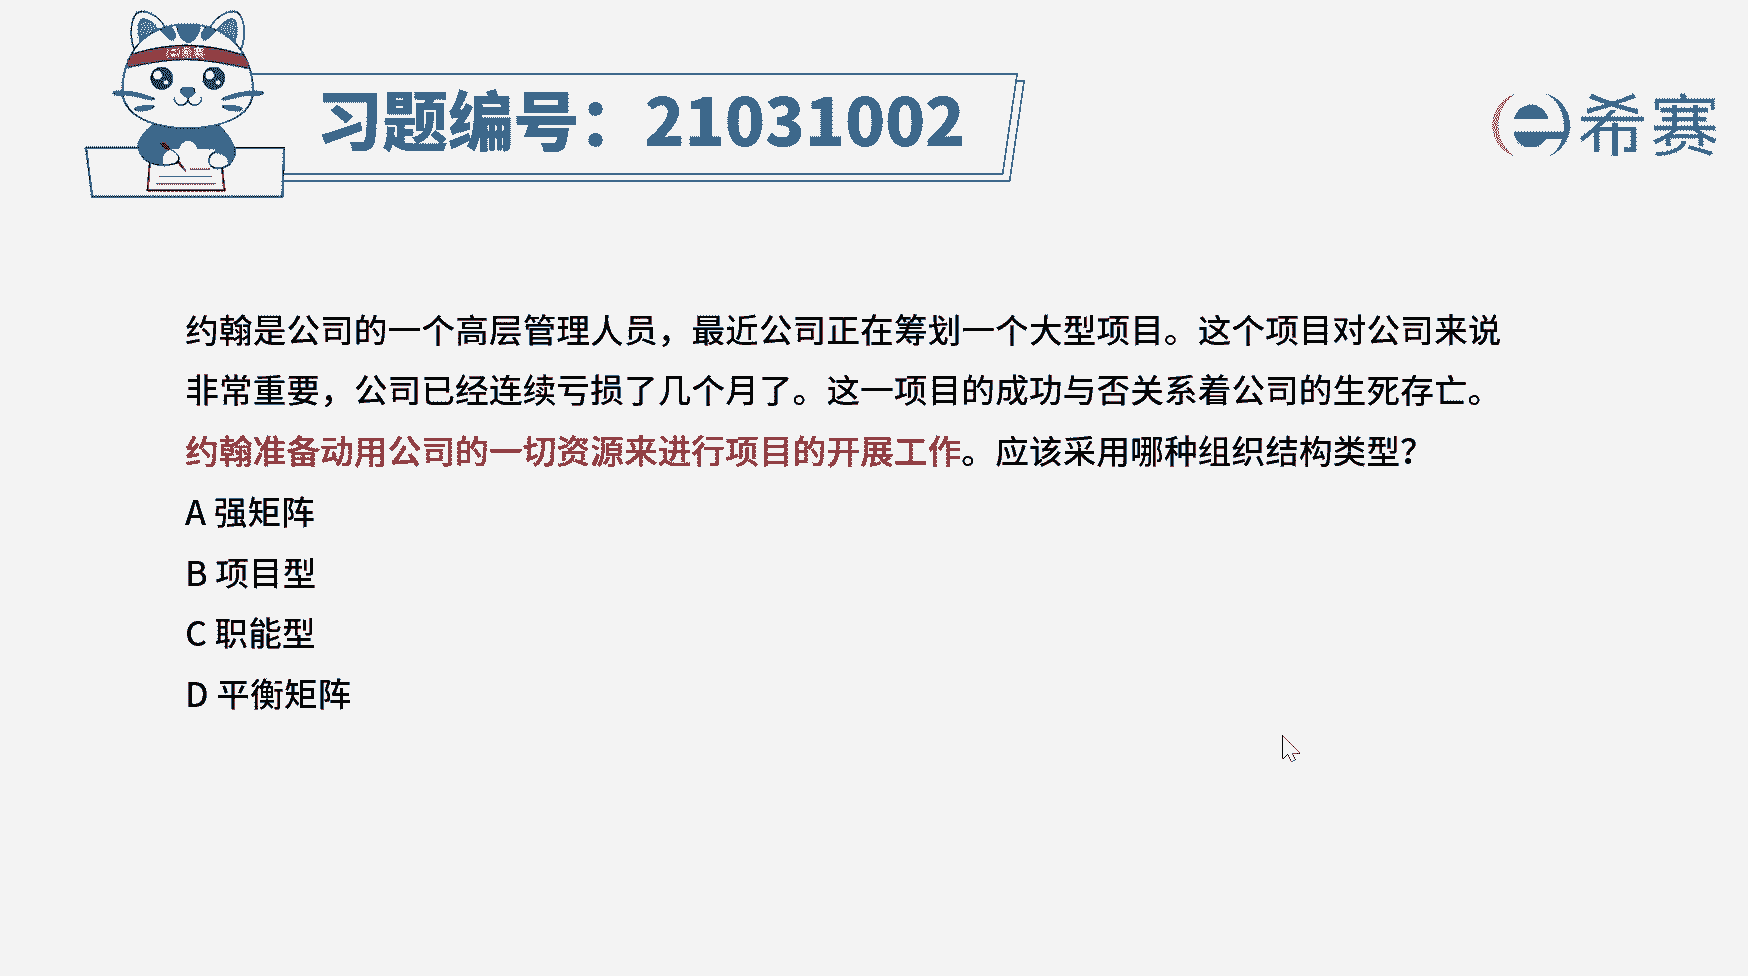 习题编号：21031002
希赛
约翰是公司的一个高层管理人员，最近公司正在筹划一个大型项目。这个项目对公司来说
非常重要，公司已经连续亏损了几个月了。这一项目的成功与否关系着公司的生死存亡。
约翰准备动用公司的一切资源来进行项目的开展工作。应该采用哪种组织结构类型？
A 强矩阵
B 项目型
C 职能型
D 平衡矩阵